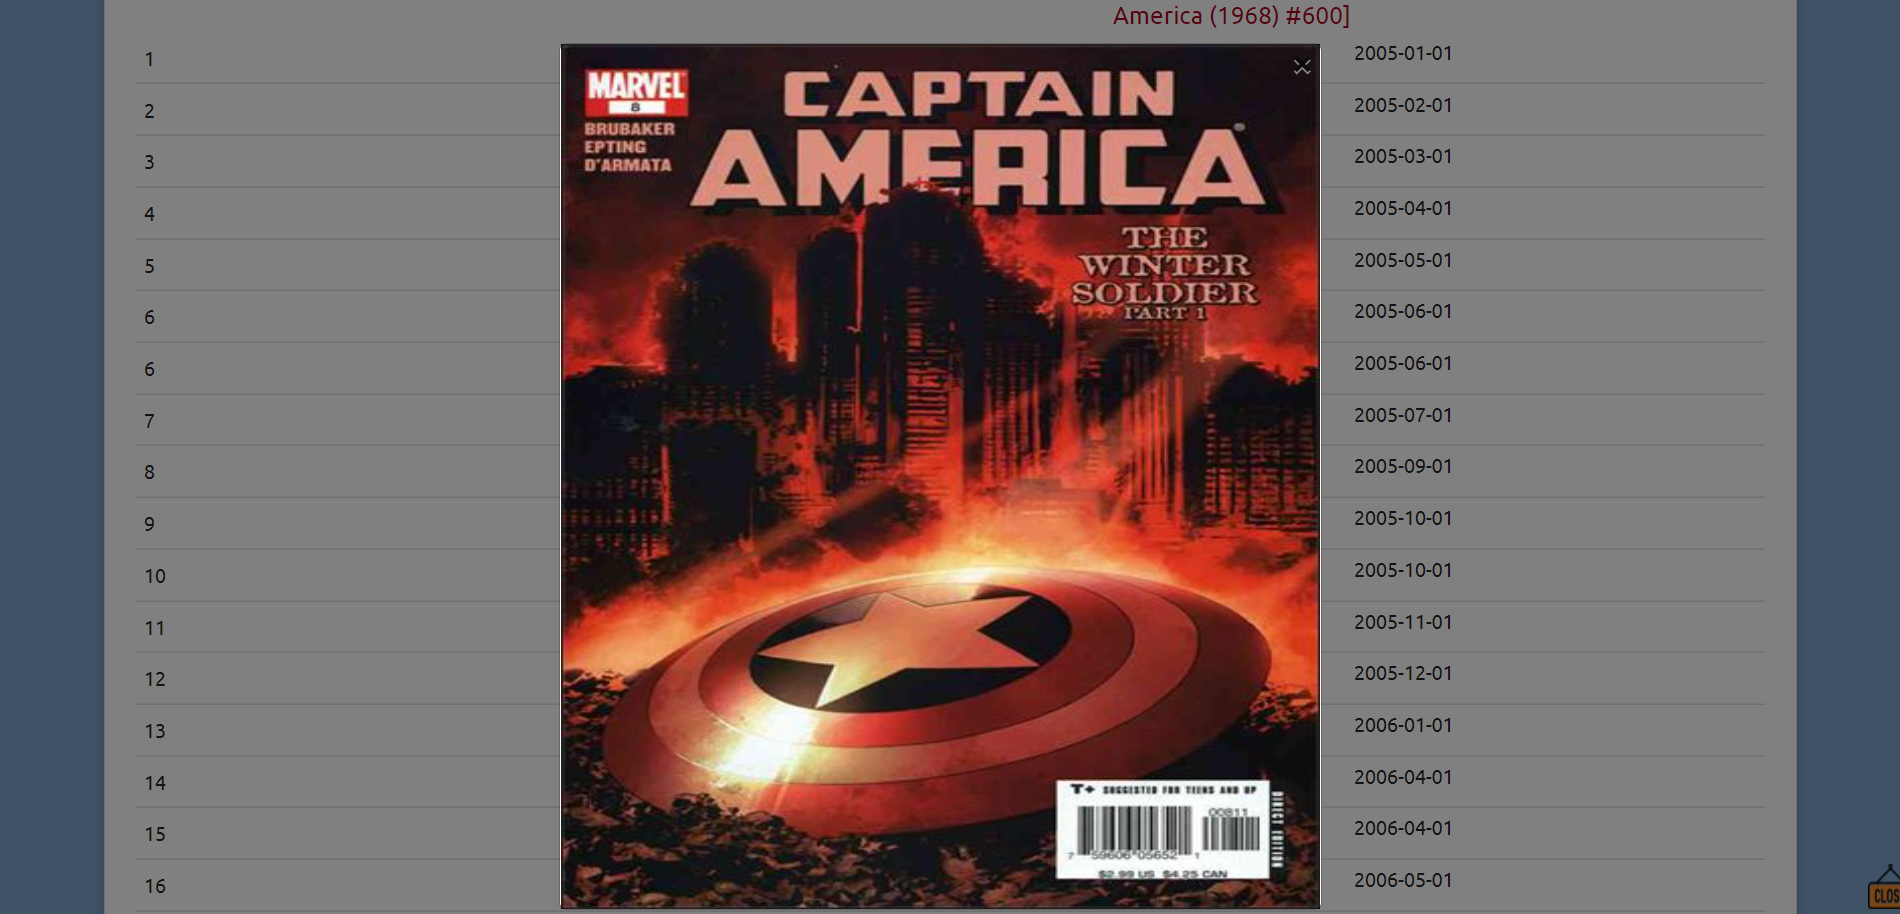 America (1968) #600]
1 2005-01-01
2 2005-02-01
3 2005-03-01
4 2005-04-01
5 2005-05-01
6 2005-06-01
6 2005-06-01
7 2005-07-01
8 2005-09-01
9 2005-10-01
10 2005-10-01
11 2005-11-01
12 2005-12-01
13 2006-01-01
14 2006-04-01
15 2006-04-01
16 2006-05-01
MARVEL
8
BRUBAKER
EPTING
D'ARMATA
CAPTAIN
AMERICA
THE
WINTER
SOLDIER
PART 1
T+ SUGGESTED FOR TEENS AND UP
00811
7 59606 05652 1
$2.99 US $4.25 CAN
DIRECT EDITION